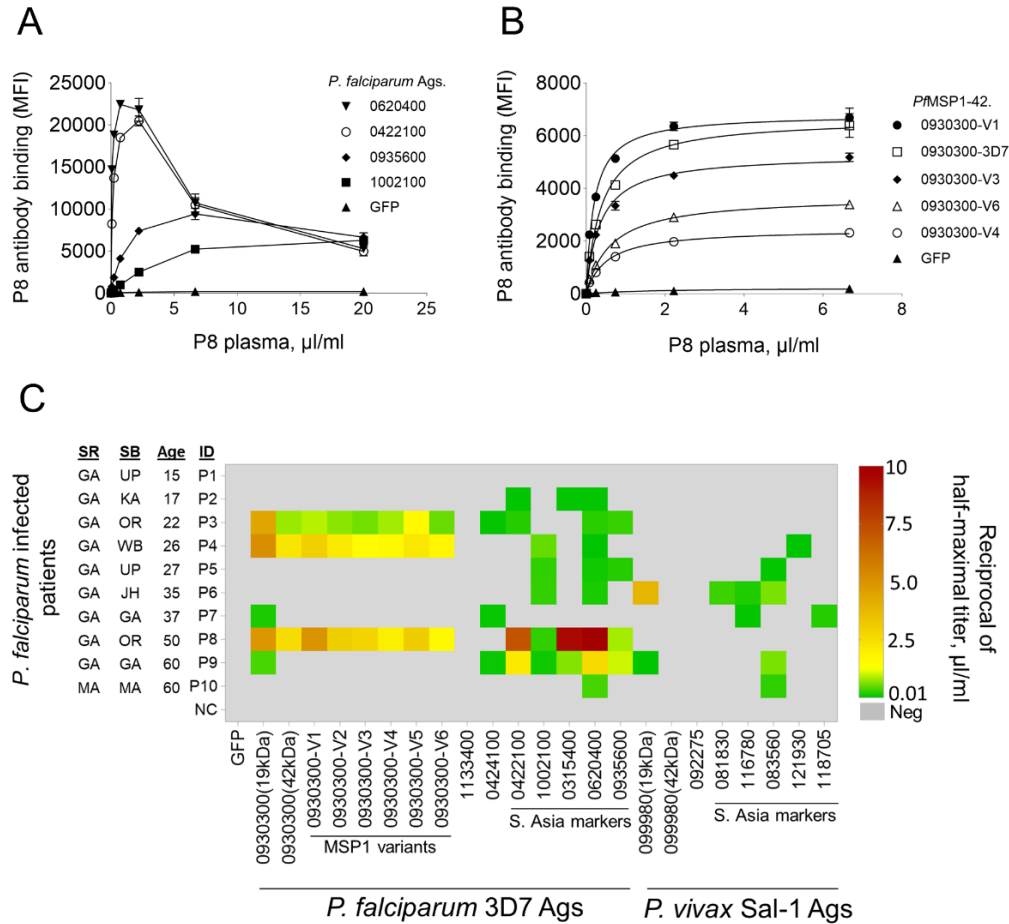 A
P8 antibody binding (MFI)
25000
20000
15000
10000
5000
0
0 5 10 15 20 25
P8 plasma, µl/ml
P. falciparum Ags.
0620400
0422100
0935600
1002100
GFP
B
P8 antibody binding (MFI)
8000
6000
4000
2000
0
0 2 4 6 8
P8 plasma, µl/ml
PfMSP1-42.
0930300-V1
0930300-3D7
0930300-V3
0930300-V6
0930300-V4
GFP
C
P. falciparum infected
patients
SR SB Age ID
GA UP 15 P1
GA KA 17 P2
GA OR 22 P3
GA WB 26 P4
GA UP 27 P5
GA JH 35 P6
GA GA 37 P7
GA OR 50 P8
GA GA 60 P9
MA MA 60 P10
NC
10
7.5
5.0
2.5
0.01
Neg
Reciprocal of
half-maximal titer, µl/ml
GFP
0930300(19kDa)
0930300(42kDa)
0930300-V1
0930300-V2
0930300-V3
0930300-V4
0930300-V5
0930300-V6
1133400
0424100
0422100
1002100
0315400
0620400
0935600
099980(19kDa)
099980(42kDa)
092275
081830
116780
083560
121930
118705
MSP1 variants
S. Asia markers
S. Asia markers
P. falciparum 3D7 Ags
P. vivax Sal-1 Ags